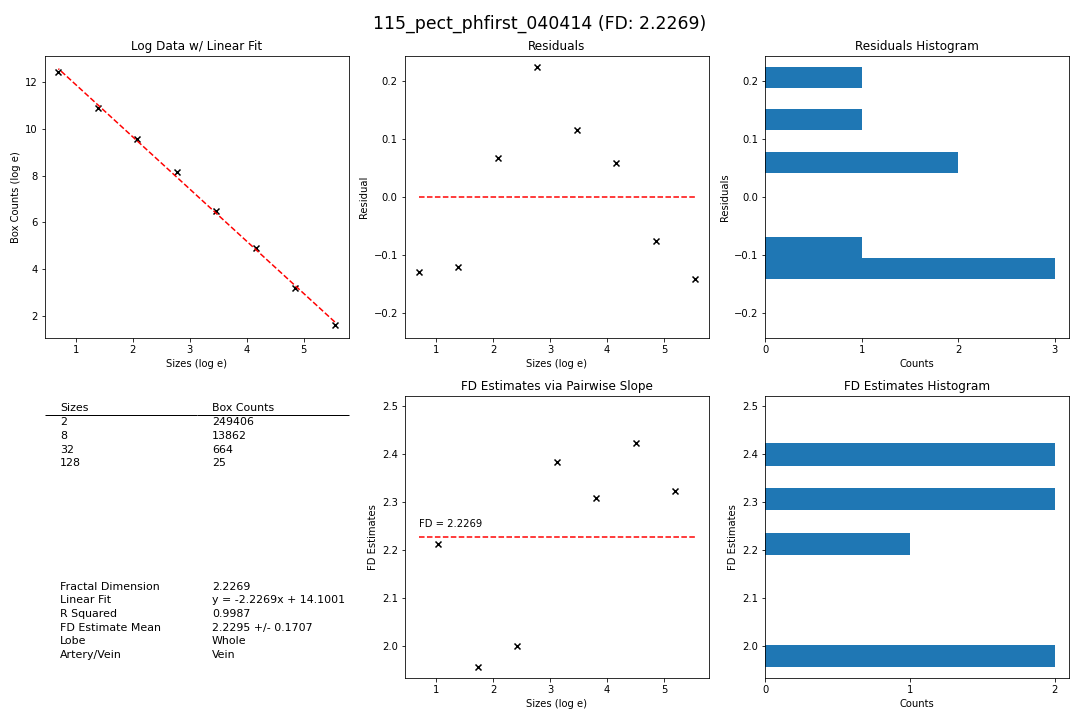 115_pect_phfirst_040414 (FD: 2.2269)
Log Data w/ Linear Fit
Box Counts (log e)
12
10
8
6
4
2
1
2
3
4
5
Sizes (log e)
Residuals
Residual
0.2
0.1
0.0
−0.1
−0.2
1
2
3
4
5
Sizes (log e)
Residuals Histogram
Residuals
0.2
0.1
0.0
−0.1
−0.2
0
1
2
3
Counts
Sizes Box Counts
2 249406
8 13862
32 664
128 25
Fractal Dimension 2.2269
Linear Fit y = -2.2269x + 14.1001
R Squared 0.9987
FD Estimate Mean 2.2295 +/- 0.1707
Lobe Whole
Artery/Vein Vein
FD Estimates via Pairwise Slope
FD Estimates
2.5
2.4
2.3
2.2
2.1
2.0
FD = 2.2269
1
2
3
4
5
Sizes (log e)
FD Estimates Histogram
FD Estimates
2.5
2.4
2.3
2.2
2.1
2.0
0
1
2
Counts